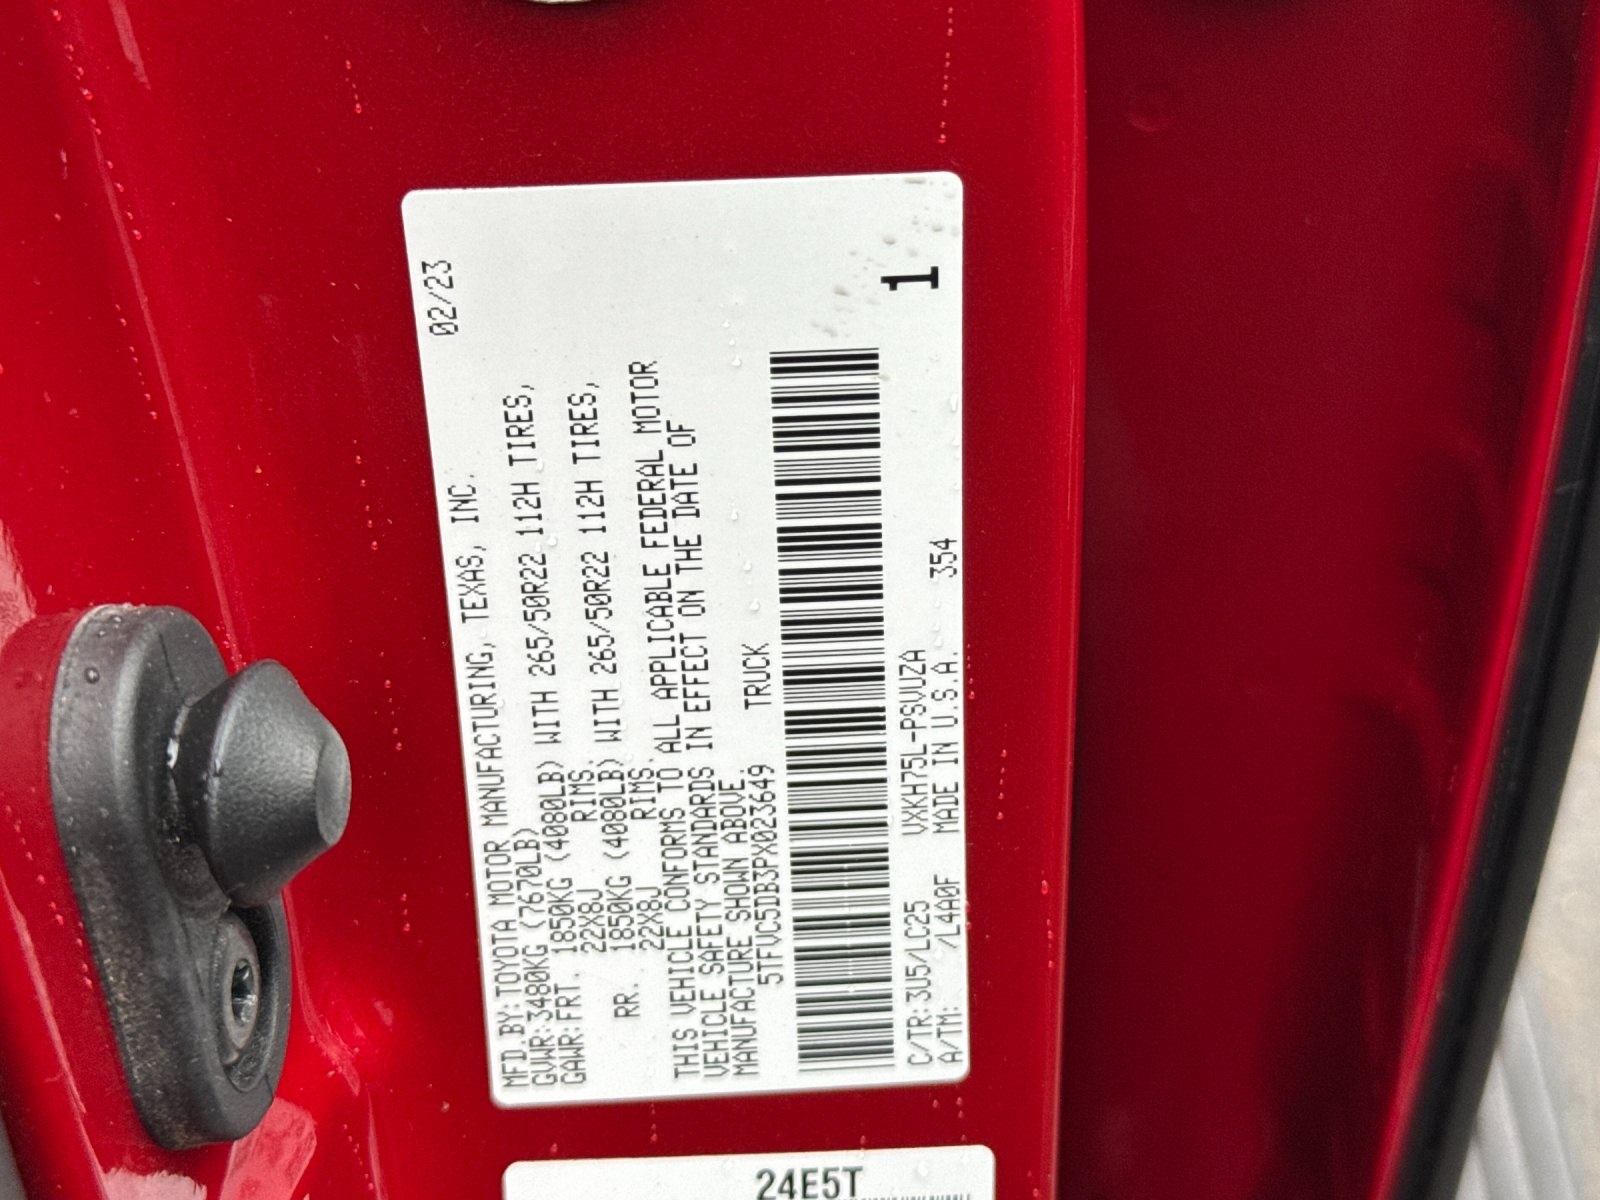 MFD.BY:TOYOTA MOTOR MANUFACTURING, TEXAS, INC. 02/23
GVWR:3480KG (7670LB)
GAWR:FRT. 1850KG (4080LB) WITH 265/50R22 112H TIRES,
22X8J RIMS.
RR. 1850KG (4080LB) WITH 265/50R22 112H TIRES,
22X8J RIMS.
THIS VEHICLE CONFORMS TO ALL APPLICABLE FEDERAL MOTOR
VEHICLE SAFETY STANDARDS IN EFFECT ON THE DATE OF
MANUFACTURE SHOWN ABOVE.
5TFVC5DB3PX023649 TRUCK
C/TR:3U5/LC25 VXKH75L-PSVUZA
A/TM: /L4A0F MADE IN U.S.A. 354
1
24E5T